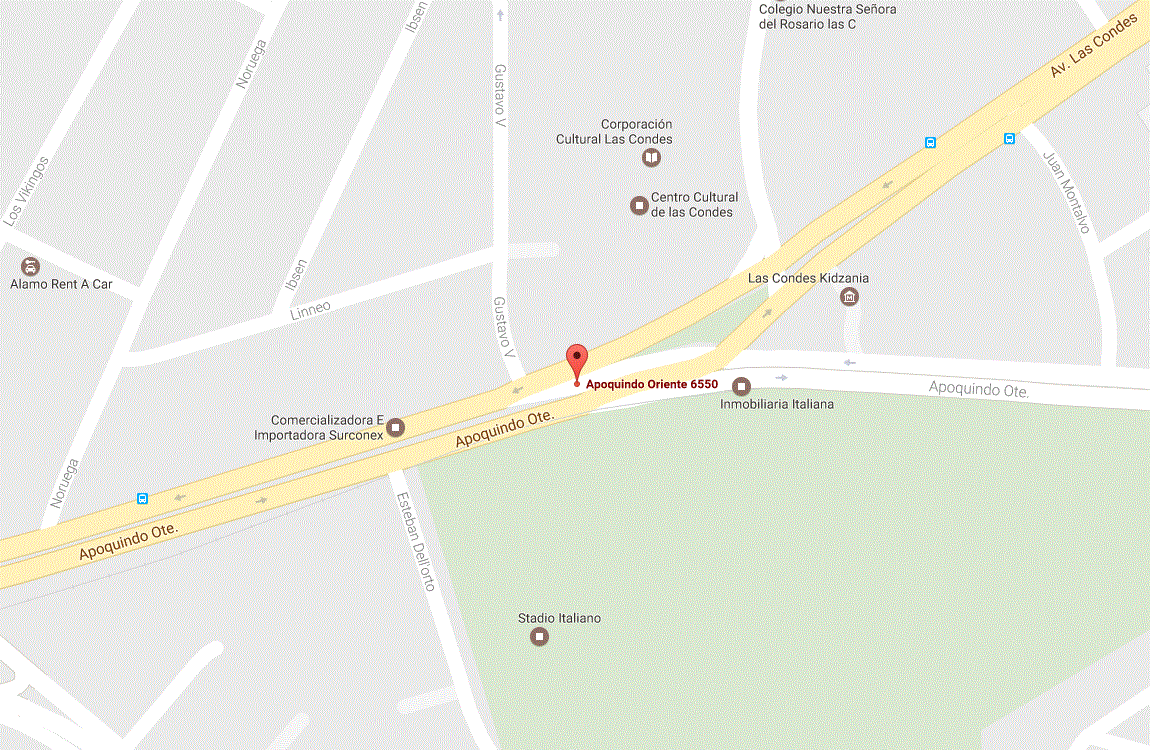 Colegio Nuestra Señora
del Rosario las C
Ibsen
Av. Las Condes
Noruega
Gustavo V
Corporación
Cultural Las Condes
Los Vikingos
Juan Montalvo
Centro Cultural
de las Condes
Alamo Rent A Car
Ibsen
Las Condes Kidzania
Linneo
Gustavo V
Apoquindo Oriente 6550
Apoquindo Ote.
Inmobiliaria Italiana
Comercializadora E
Importadora Surconex
Apoquindo Ote.
Noruega
Apoquindo Ote.
Esteban Dell'orto
Stadio Italiano